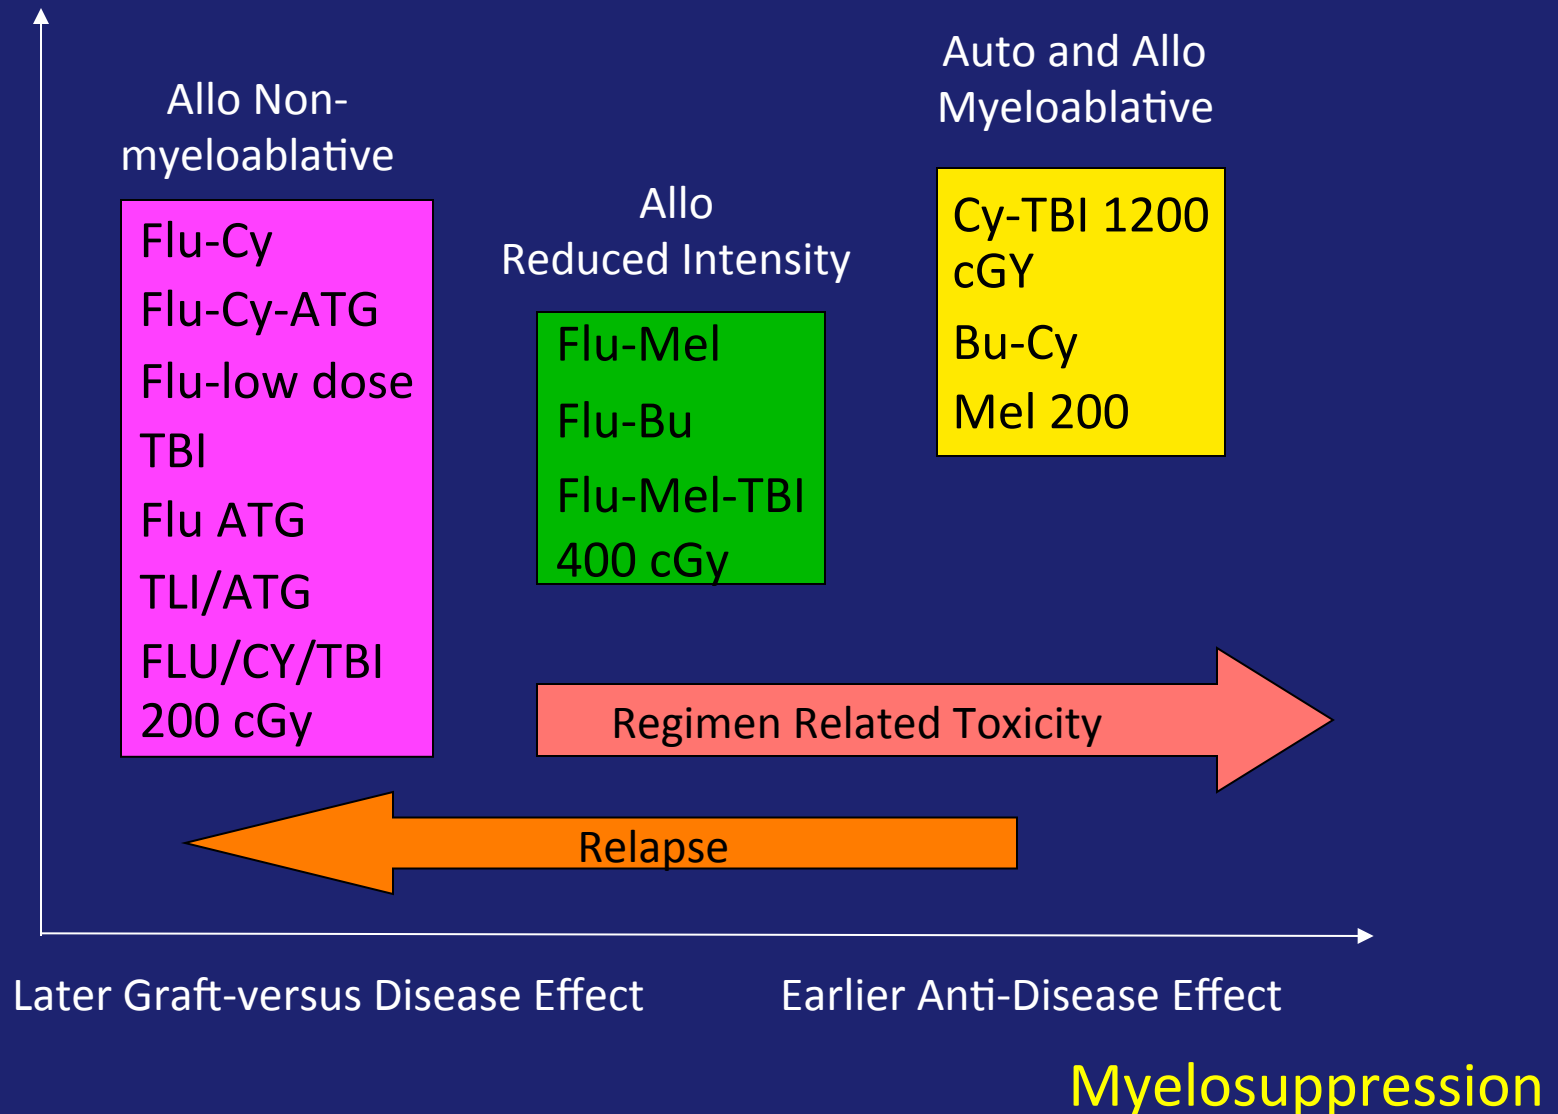 Allo Non-
myeloablative
Flu-Cy
Flu-Cy-ATG
Flu-low dose
TBI
Flu ATG
TLI/ATG
FLU/CY/TBI
200 cGy
Allo
Reduced Intensity
Flu-Mel
Flu-Bu
Flu-Mel-TBI
400 cGy
Auto and Allo
Myeloablative
Cy-TBI 1200
cGY
Bu-Cy
Mel 200
Regimen Related Toxicity
Relapse
Later Graft-versus Disease Effect
Earlier Anti-Disease Effect
Myelosuppression